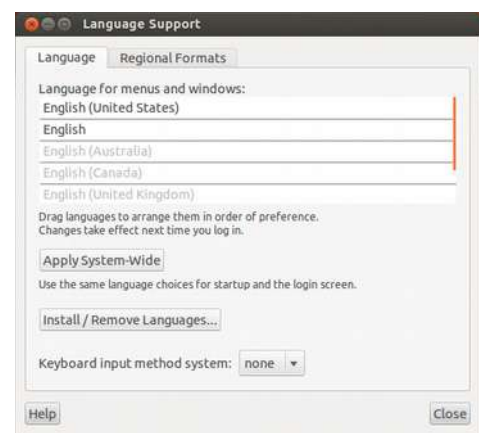 Language Support
Language Regional Formats
Language for menus and windows:
English (United States)
English
English (Australia)
English (Canada)
English (United Kingdom)
Drag languages to arrange them in order of preference.
Changes take effect next time you log in.
Apply System-Wide
Use the same language choices for startup and the login screen.
Install / Remove Languages...
Keyboard input method system: none
Help Close